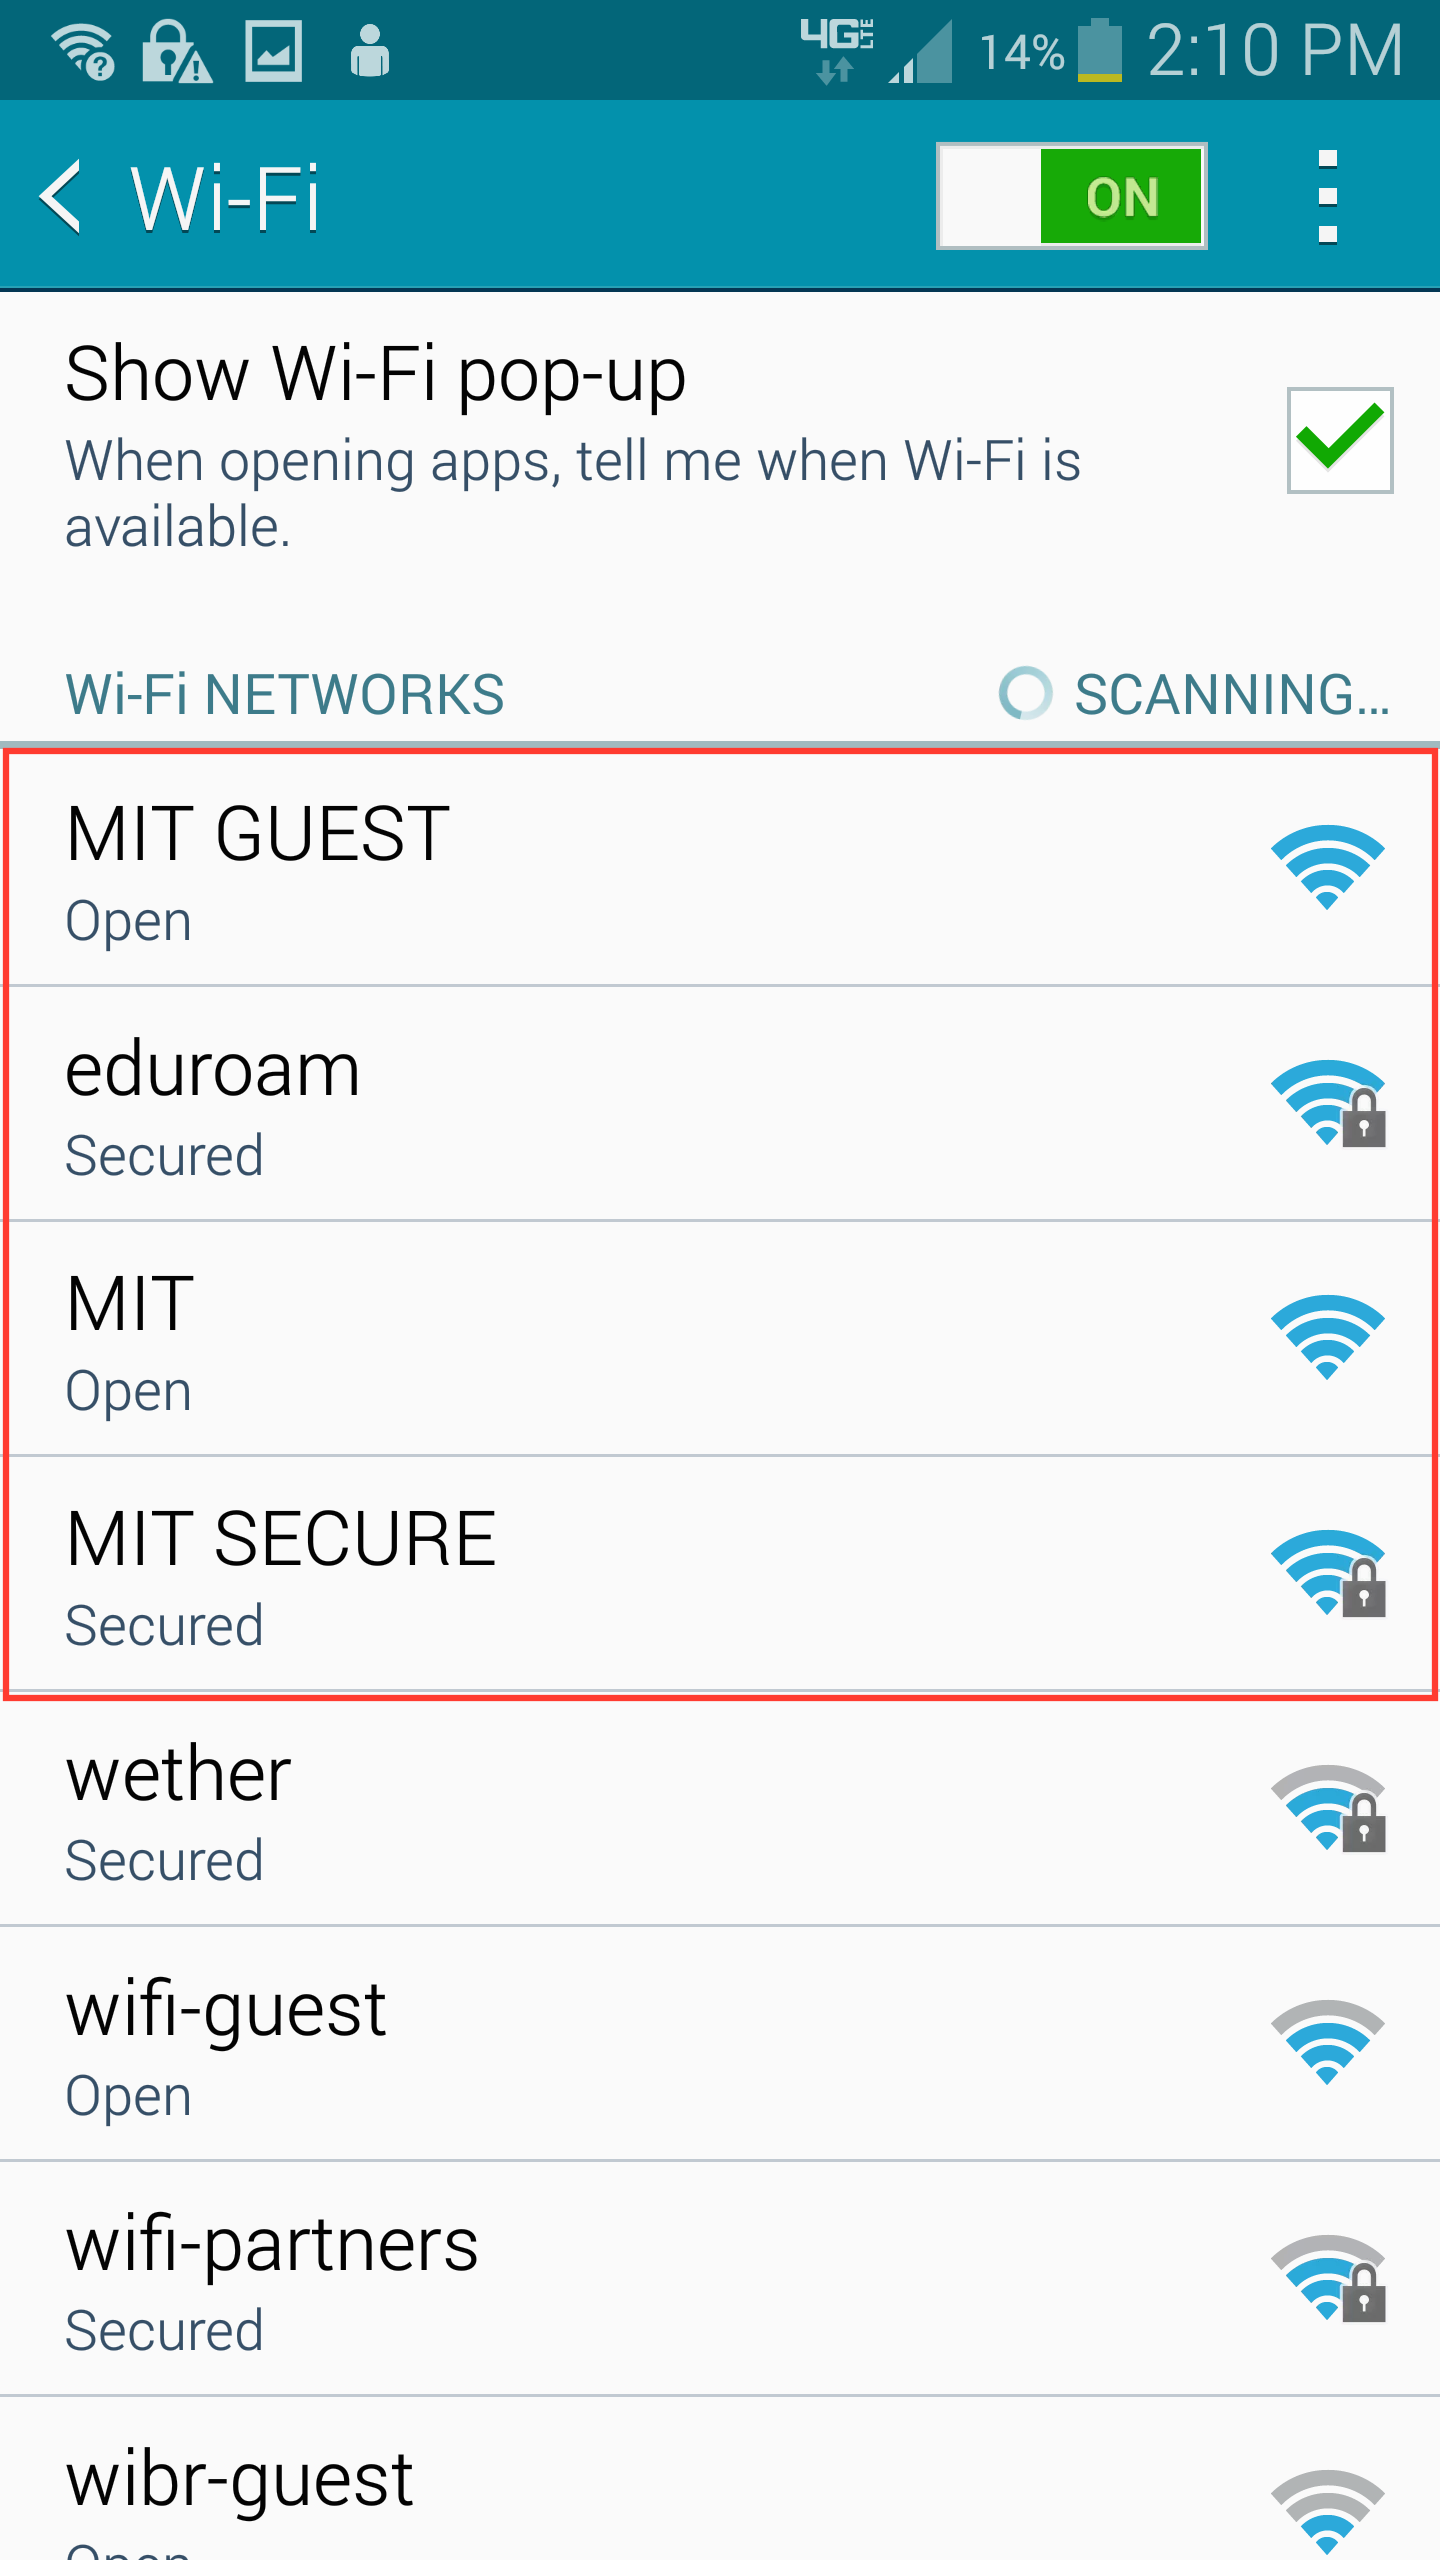 4G LTE 14% 2:10 PM
Wi-Fi ON
Show Wi-Fi pop-up
When opening apps, tell me when Wi-Fi is
available.
Wi-Fi NETWORKS SCANNING...
MIT GUEST
Open
eduroam
Secured
MIT
Open
MIT SECURE
Secured
wether
Secured
wifi-guest
Open
wifi-partners
Secured
wibr-guest
Open